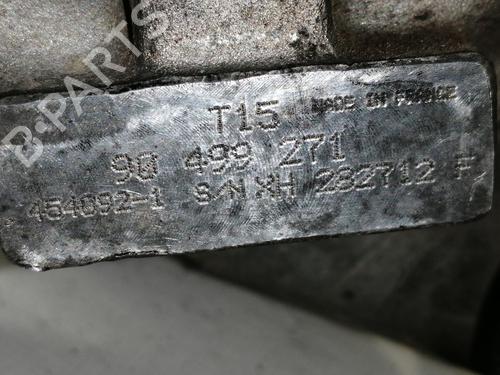 B-PARTS
T15 MADE IN FRANCE
90 499 271
454092-1 S/N XH 282712 F